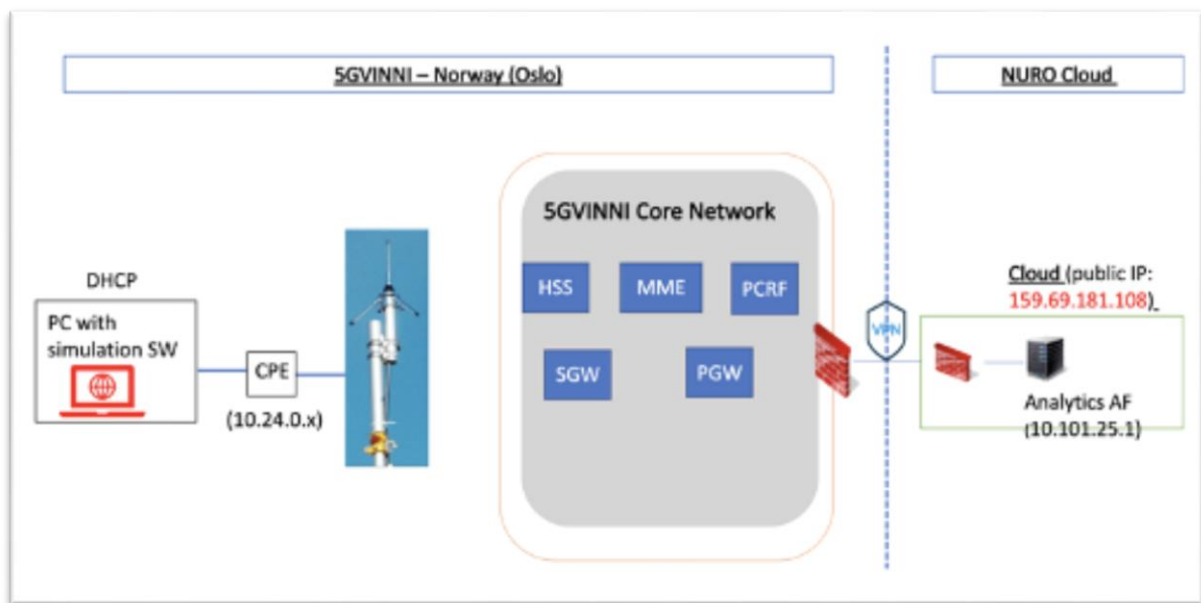 5GVINNI – Norway (Oslo)
NURO Cloud
5GVINNI Core Network
HSS
MME
PCRF
SGW
PGW
DHCP
PC with
simulation SW
CPE
(10.24.0.x)
VPN
Cloud (public IP:
159.69.181.108)
Analytics AF
(10.101.25.1)